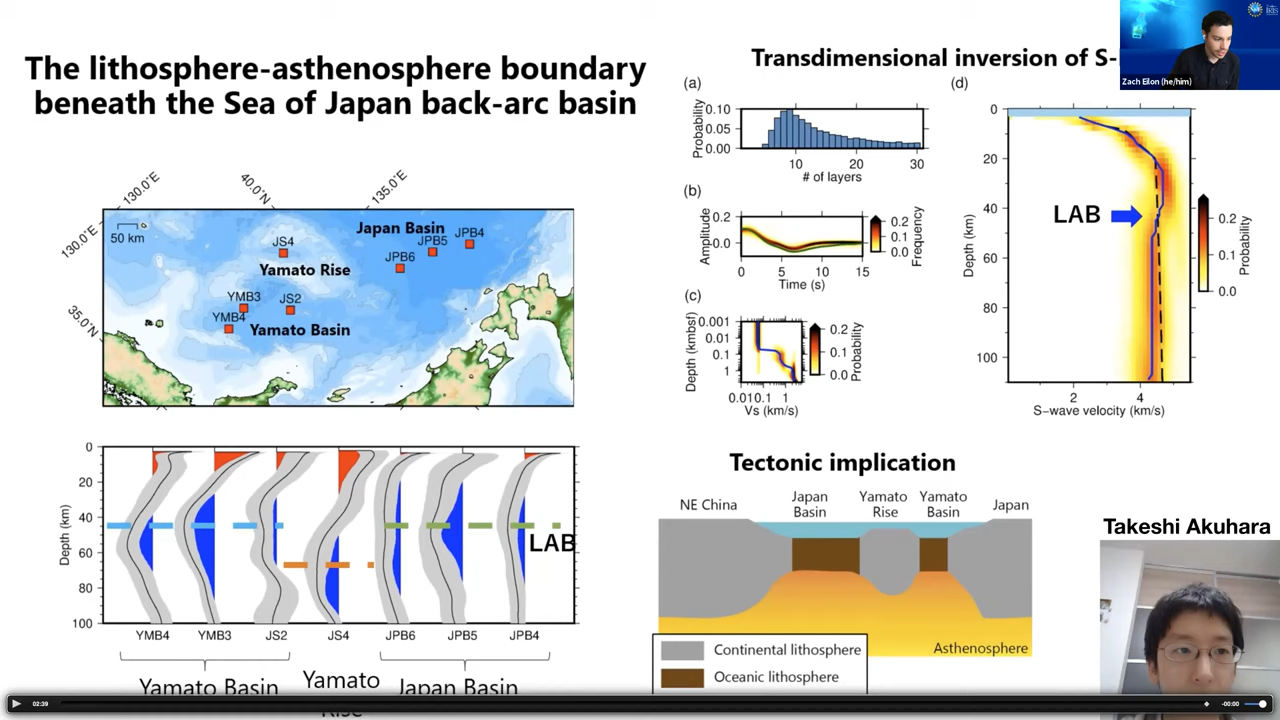 The lithosphere-asthenosphere boundary
beneath the Sea of Japan back-arc basin
130.0°E
40.0°N
135.0°E
130.0°E
35.0°N
50 km
Japan Basin
JS4
JPB5
JPB4
JPB6
Yamato Rise
YMB3
JS2
YMB4
Yamato Basin
0
20
40
60
80
100
Depth (km)
LAB
YMB4
YMB3
JS2
JS4
JPB6
JPB5
JPB4
Yamato Basin
Yamato
Rise
Japan Basin
Transdimensional inversion of S-
(a)
Probability
0.10
0.05
0.00
10
20
30
# of layers
(b)
Amplitude
0.2
-0.0
0
5
10
15
Time (s)
0.2
0.1
0.0
Frequency
(c)
Depth (kmbsf)
0.001
0.01
0.1
1
0.01 0.1 1
Vs (km/s)
0.2
0.1
0.0
Probability
(d)
0
20
40
60
80
100
Depth (km)
LAB
2
4
S-wave velocity (km/s)
0.2
0.1
0.0
Probability
Tectonic implication
NE China
Japan
Basin
Yamato
Rise
Yamato
Basin
Japan
Asthenosphere
Continental lithosphere
Oceanic lithosphere
Zach Eilon (he/him)
IRIS
Takeshi Akuhara
02:39
-00:00